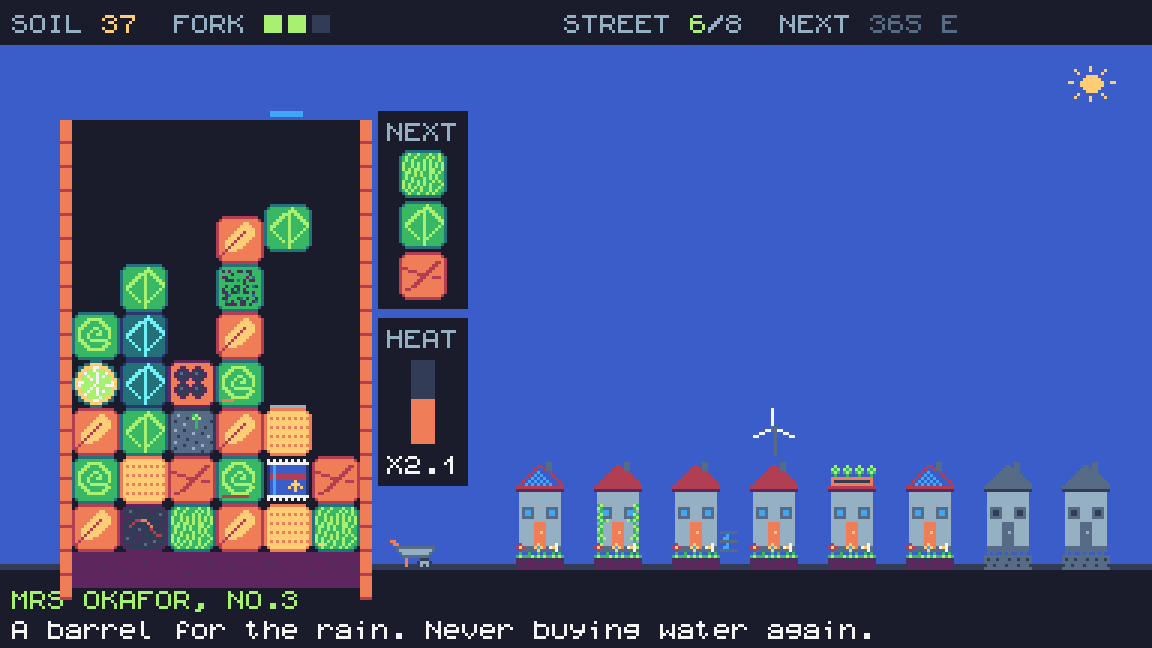 SOIL 37 FORK STREET 6/8 NEXT 365 E
NEXT
HEAT
X2.1
MRS OKAFOR, NO.3
A barrel for the rain. Never buying water again.